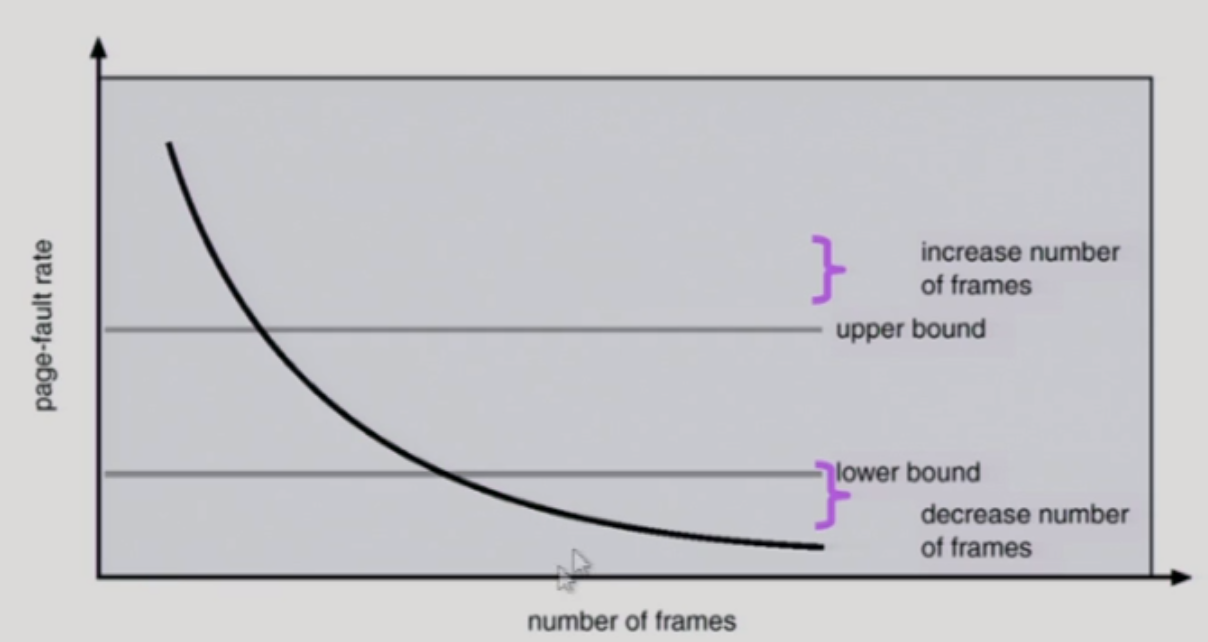 increase number
of frames
upper bound
page-fault rate
lower bound
decrease number
of frames
number of frames